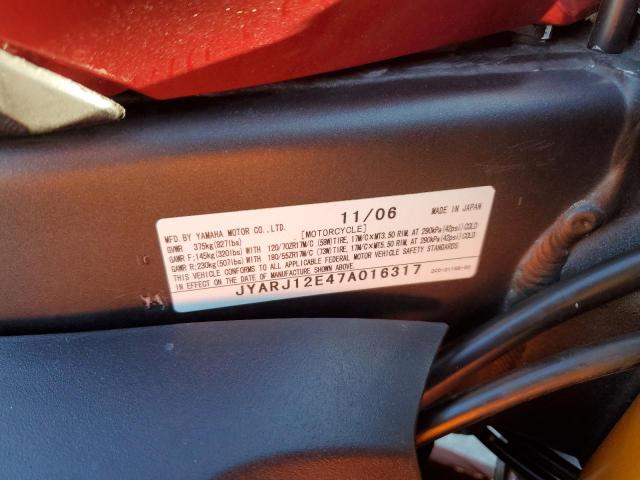 11/06 MADE IN JAPAN
MFD.BY YAMAHA MOTOR CO.,LTD. [MOTORCYCLE]
GVWR 375kg(827lbs)
GAWR F:145kg(320lbs) WITH 120/70ZR17M/C (58W)TIRE, 17M/C×MT3.50 RIM, AT 290kPa(42psi)COLD
GAWR R:230kg(507lbs) WITH 180/55ZR17M/C (73W)TIRE, 17M/C×MT5.50 RIM, AT 290kPa(42psi)COLD
THIS VEHICLE CONFORMS TO ALL APPLICABLE FEDERAL MOTOR VEHICLE SAFETY STANDARDS
IN EFFECT ON THE DATE OF MANUFACTURE SHOWN ABOVE.
JYARJ12E47A016317